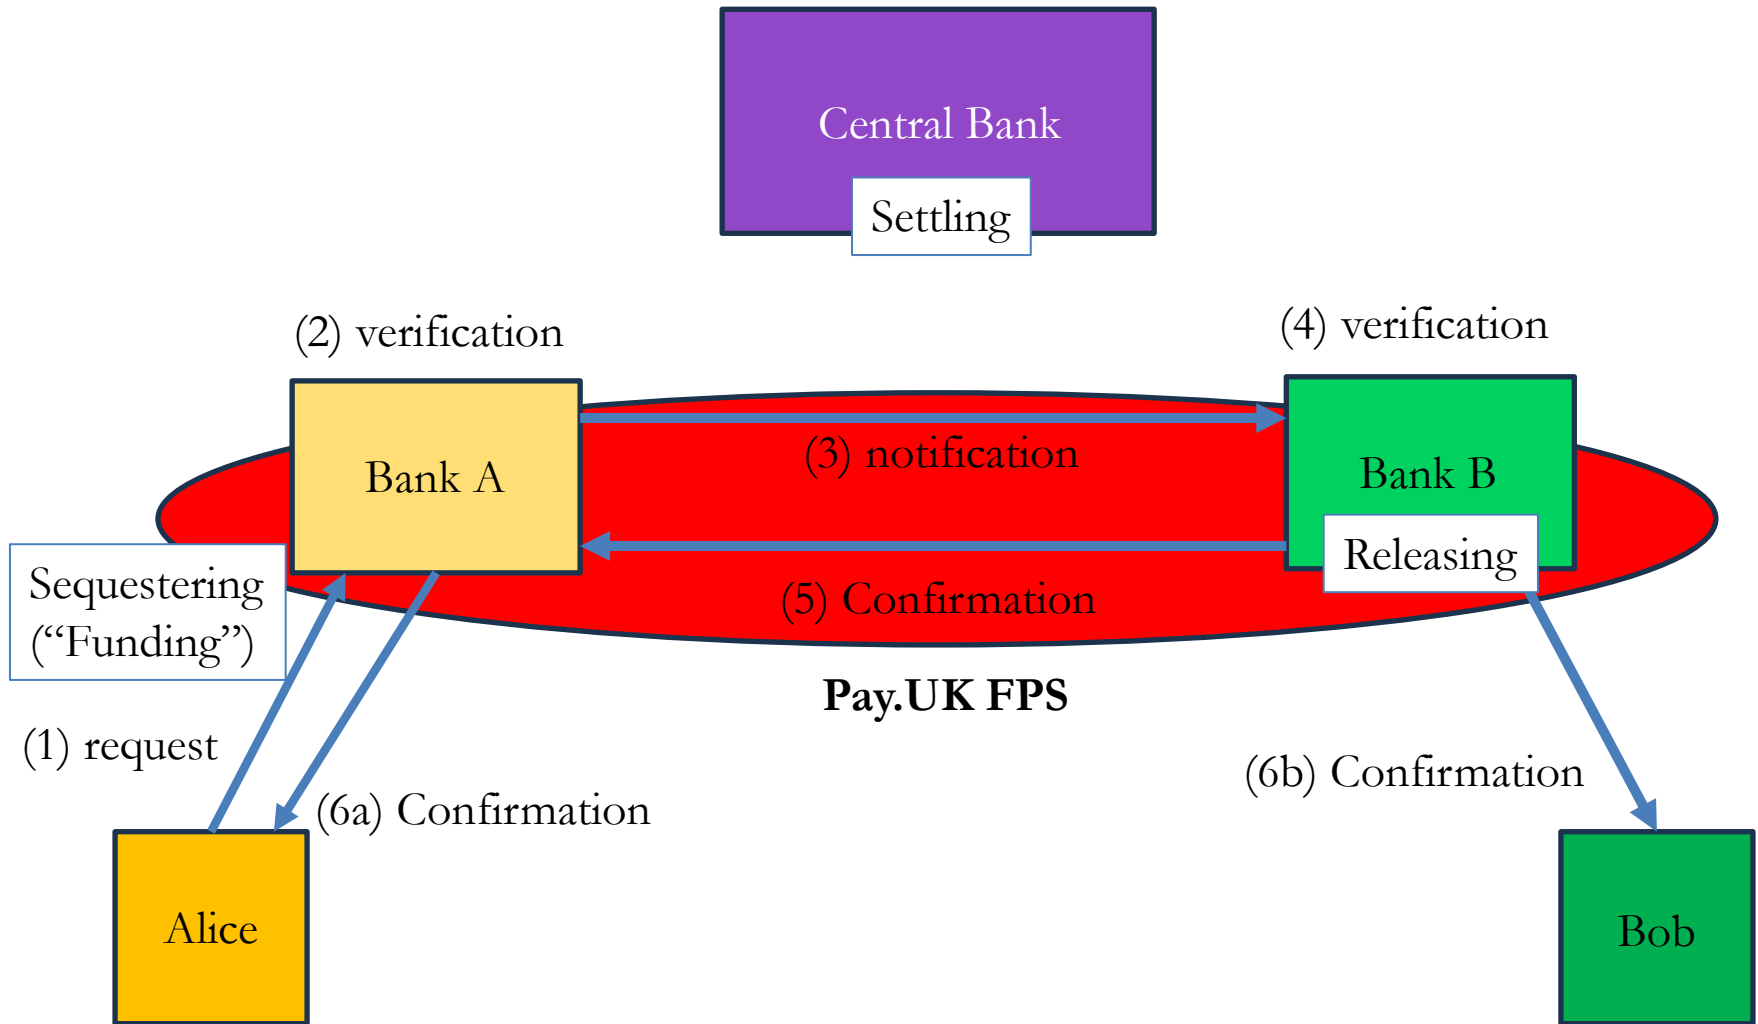 Central Bank
Settling
(2) verification
(4) verification
(3) notification
Bank A
Bank B
Releasing
Sequestering
(“Funding”)
(5) Confirmation
Pay.UK FPS
(1) request
(6a) Confirmation
(6b) Confirmation
Alice
Bob